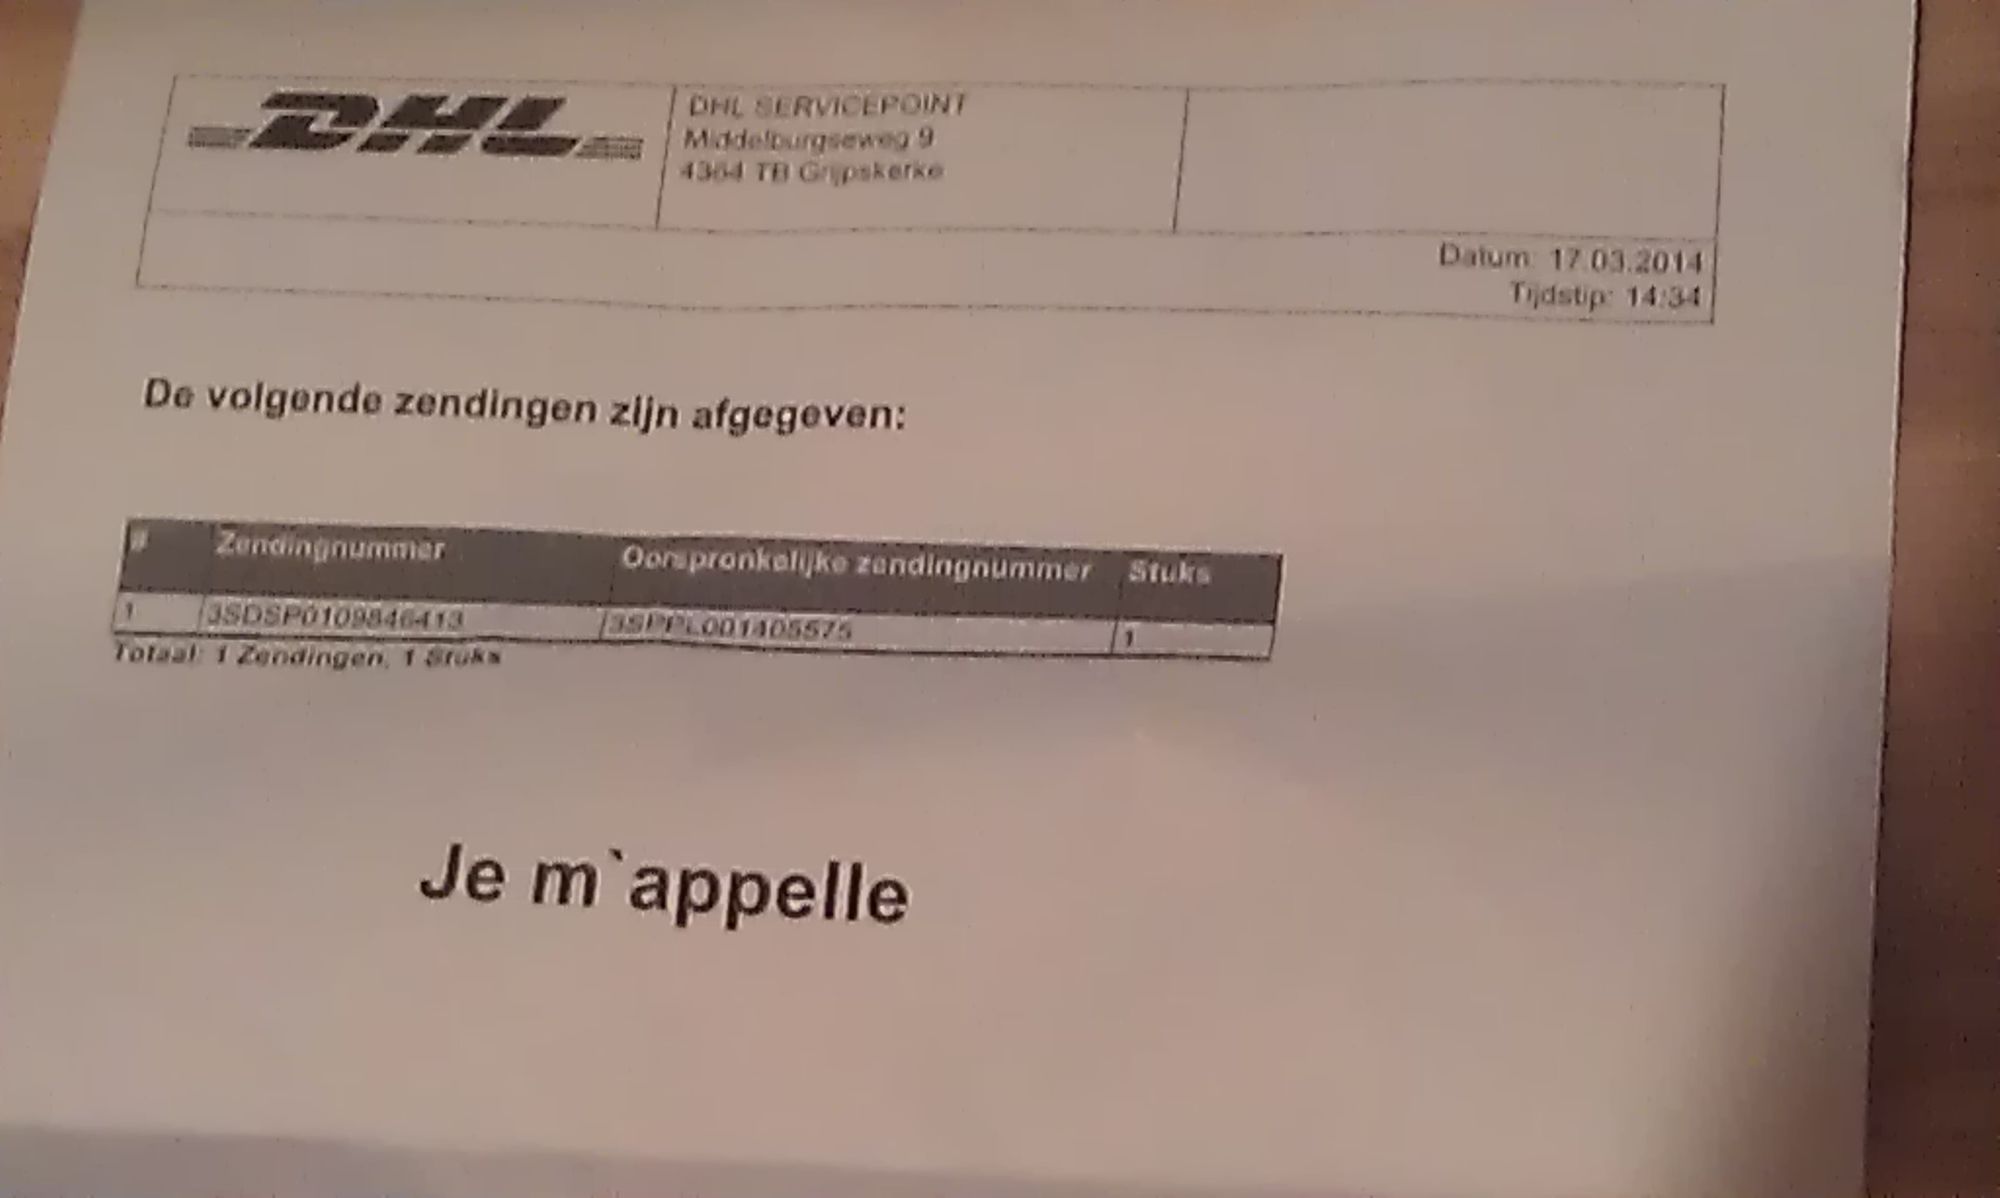 DHL
DHL SERVICEPOINT
Middelburgseweg 9
4364 TB Grijpskerke
Datum: 17.03.2014
Tijdstip: 14:34
De volgende zendingen zijn afgegeven:
# Zendingnummer Oorspronkelijke zendingnummer Stuks
1 3SDSP0109846413 3SPPL001405575 1
Totaal: 1 Zendingen, 1 Stuks
Je m`appelle